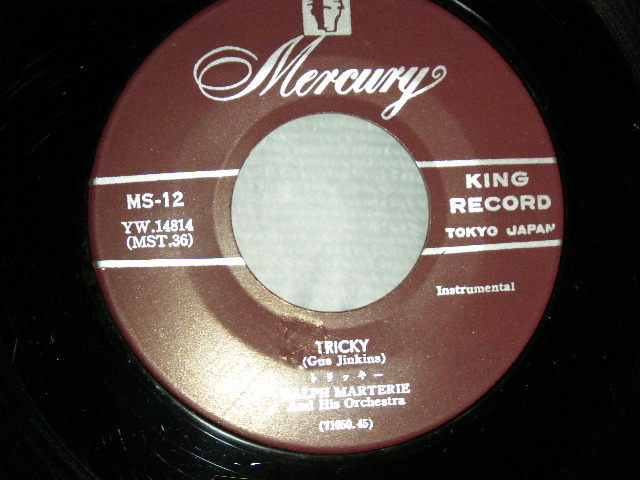 Mercury
MS-12
YW.14814
(MST.36)
KING
RECORD
TOKYO JAPAN
Instrumental
TRICKY
(Gus Jinkins)
トリッキー
RALPH MARTERIE
And His Orchestra
(71050.45)